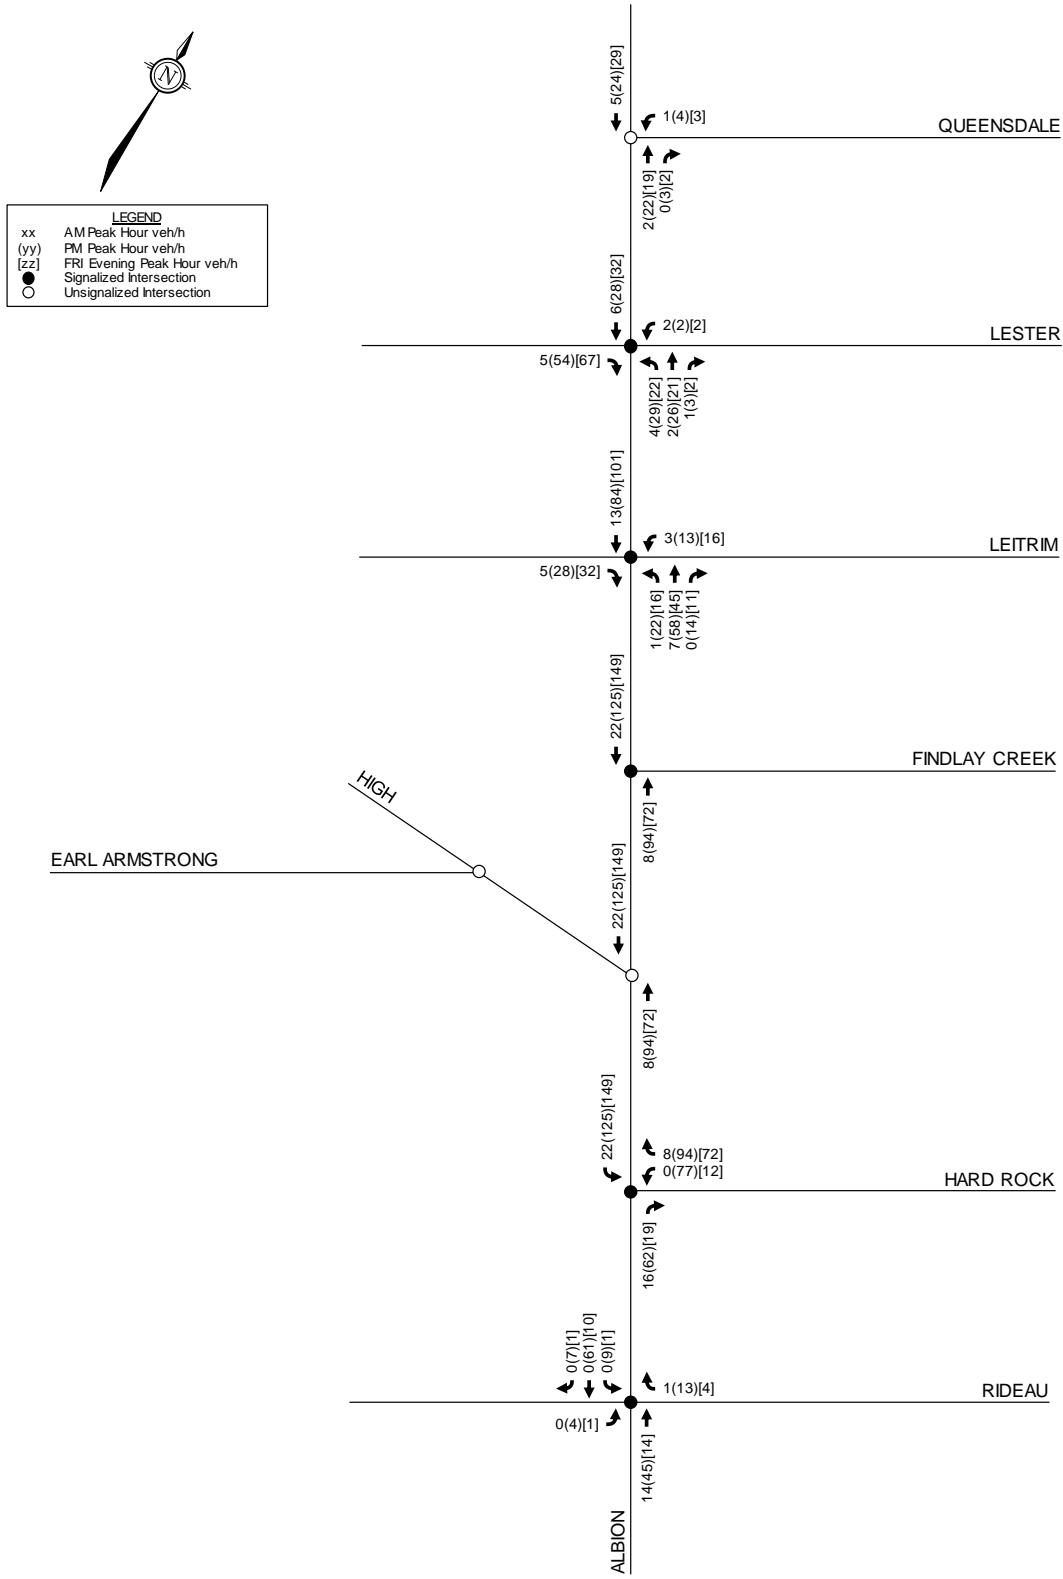 N
LEGEND
xx AM Peak Hour veh/h
(yy) PM Peak Hour veh/h
[zz] FRI Evening Peak Hour veh/h
Signalized Intersection
Unsignalized Intersection
5(24)[29]
1(4)[3]
QUEENSDALE
2(22)[19]
0(3)[2]
6(28)[32]
2(2)[2]
LESTER
5(54)[67]
4(29)[22]
2(26)[21]
1(3)[2]
13(84)[101]
3(13)[16]
LEITRIM
5(28)[32]
1(22)[16]
7(58)[45]
0(14)[11]
22(125)[149]
FINDLAY CREEK
8(94)[72]
HIGH
EARL ARMSTRONG
22(125)[149]
8(94)[72]
22(125)[149]
8(94)[72]
0(77)[12]
HARD ROCK
16(62)[19]
0(7)[1]
0(61)[10]
0(9)[1]
1(13)[4]
RIDEAU
0(4)[1]
14(45)[14]
ALBION